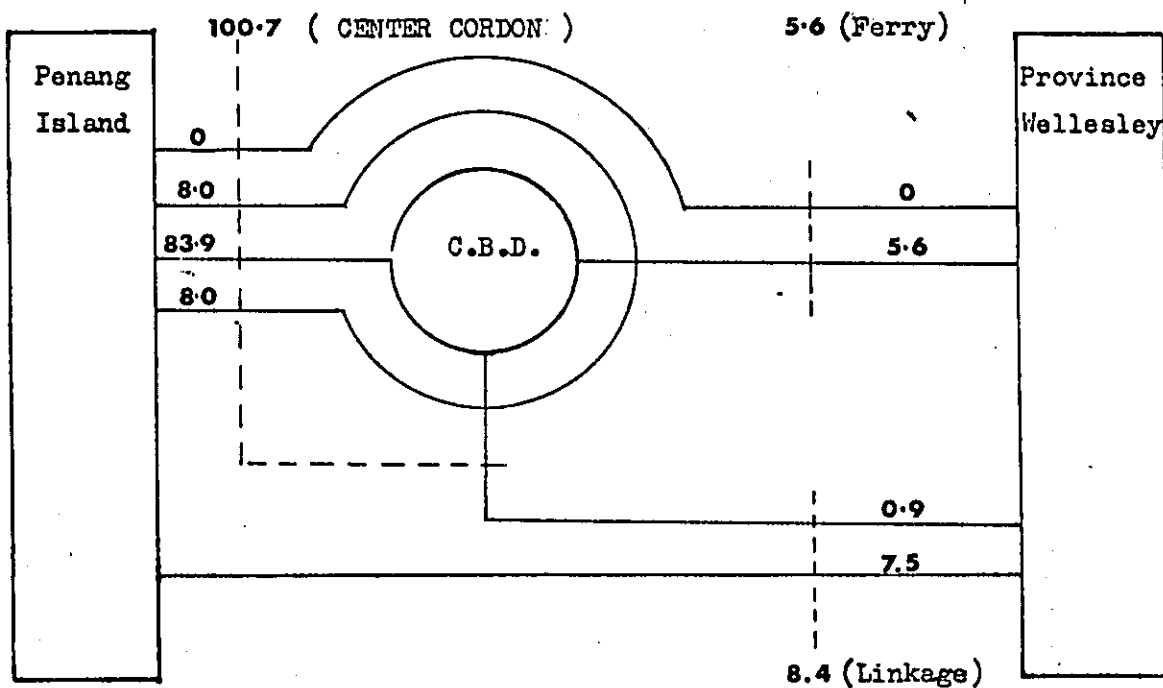 100·7 ( CENTER CORDON )
5·6 (Ferry)
Penang
Island
Province
Wellesley
0
8·0
83·9
8·0
C.B.D.
0
5·6
0·9
7.5
8.4 (Linkage)